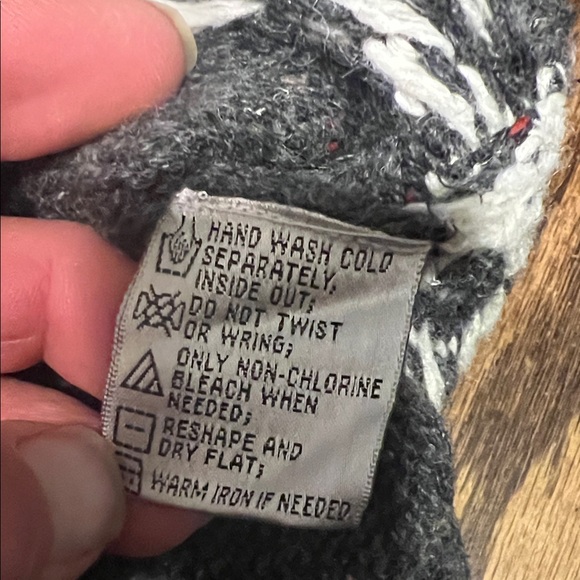 HAND WASH COLD
SEPARATELY,
INSIDE OUT;
DO NOT TWIST
OR WRING;
ONLY NON-CHLORINE
BLEACH WHEN
NEEDED;
RESHAPE AND
DRY FLAT;
WARM IRON IF NEEDED